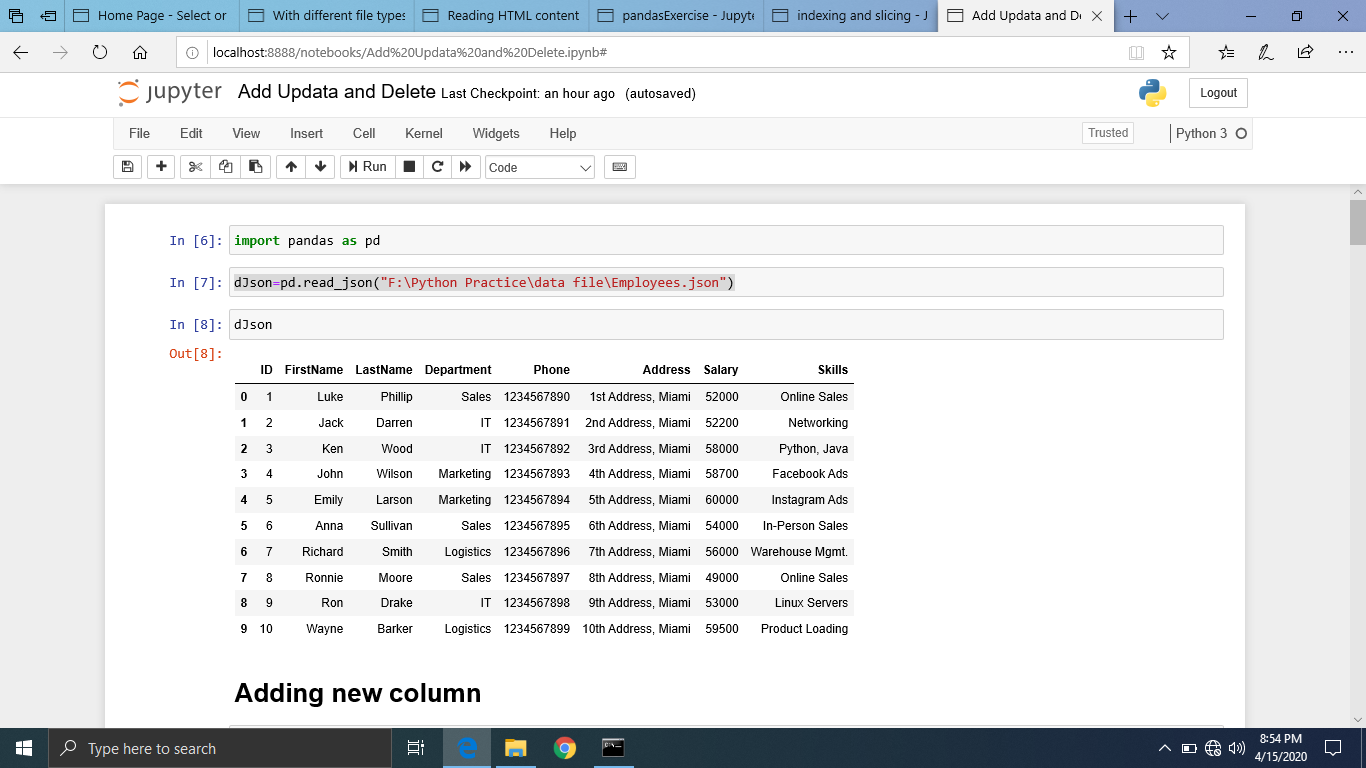 Home Page - Select or
With different file types
Reading HTML content
pandasExercise - Jupyte
indexing and slicing - J
Add Updata and De
localhost:8888/notebooks/Add%20Updata%20and%20Delete.ipynb#
jupyter Add Updata and Delete Last Checkpoint: an hour ago (autosaved)
Logout
File Edit View Insert Cell Kernel Widgets Help
Trusted
Python 3
Run
Code
In [6]: import pandas as pd
In [7]: dJson=pd.read_json("F:\Python Practice\data file\Employees.json")
In [8]: dJson
Out[8]:
ID FirstName LastName Department Phone Address Salary Skills
0 1 Luke Phillip Sales 1234567890 1st Address, Miami 52000 Online Sales
1 2 Jack Darren IT 1234567891 2nd Address, Miami 52200 Networking
2 3 Ken Wood IT 1234567892 3rd Address, Miami 58000 Python, Java
3 4 John Wilson Marketing 1234567893 4th Address, Miami 58700 Facebook Ads
4 5 Emily Larson Marketing 1234567894 5th Address, Miami 60000 Instagram Ads
5 6 Anna Sullivan Sales 1234567895 6th Address, Miami 54000 In-Person Sales
6 7 Richard Smith Logistics 1234567896 7th Address, Miami 56000 Warehouse Mgmt.
7 8 Ronnie Moore Sales 1234567897 8th Address, Miami 49000 Online Sales
8 9 Ron Drake IT 1234567898 9th Address, Miami 53000 Linux Servers
9 10 Wayne Barker Logistics 1234567899 10th Address, Miami 59500 Product Loading
Adding new column
Type here to search
8:54 PM
4/15/2020